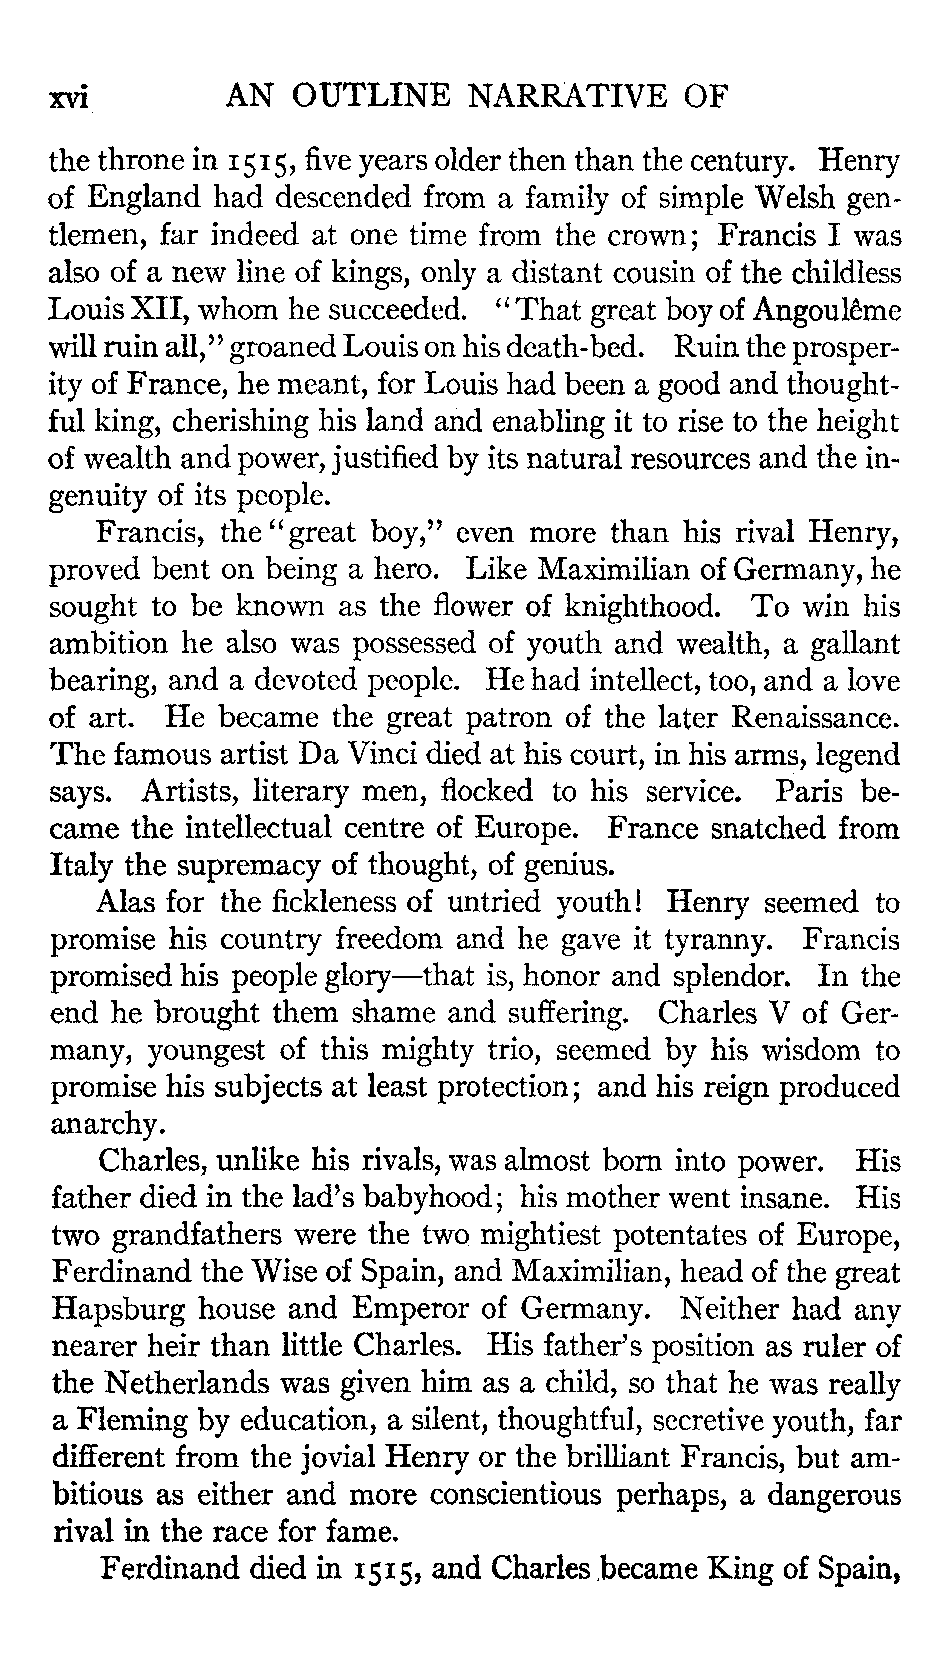 xvi AN OUTLINE NARRATIVE OF
the throne in 1515, five years older then than the century. Henry
of England had descended from a family of simple Welsh gen-
tlemen, far indeed at one time from the crown; Francis I was
also of a new line of kings, only a distant cousin of the childless
Louis XII, whom he succeeded. "That great boy of Angoulême
will ruin all," groaned Louis on his death-bed. Ruin the prosper-
ity of France, he meant, for Louis had been a good and thought-
ful king, cherishing his land and enabling it to rise to the height
of wealth and power, justified by its natural resources and the in-
genuity of its people.
Francis, the "great boy," even more than his rival Henry,
proved bent on being a hero. Like Maximilian of Germany, he
sought to be known as the flower of knighthood. To win his
ambition he also was possessed of youth and wealth, a gallant
bearing, and a devoted people. He had intellect, too, and a love
of art. He became the great patron of the later Renaissance.
The famous artist Da Vinci died at his court, in his arms, legend
says. Artists, literary men, flocked to his service. Paris be-
came the intellectual centre of Europe. France snatched from
Italy the supremacy of thought, of genius.
Alas for the fickleness of untried youth! Henry seemed to
promise his country freedom and he gave it tyranny. Francis
promised his people glory—that is, honor and splendor. In the
end he brought them shame and suffering. Charles V of Ger-
many, youngest of this mighty trio, seemed by his wisdom to
promise his subjects at least protection; and his reign produced
anarchy.
Charles, unlike his rivals, was almost born into power. His
father died in the lad's babyhood; his mother went insane. His
two grandfathers were the two mightiest potentates of Europe,
Ferdinand the Wise of Spain, and Maximilian, head of the great
Hapsburg house and Emperor of Germany. Neither had any
nearer heir than little Charles. His father's position as ruler of
the Netherlands was given him as a child, so that he was really
a Fleming by education, a silent, thoughtful, secretive youth, far
different from the jovial Henry or the brilliant Francis, but am-
bitious as either and more conscientious perhaps, a dangerous
rival in the race for fame.
Ferdinand died in 1515, and Charles became King of Spain,